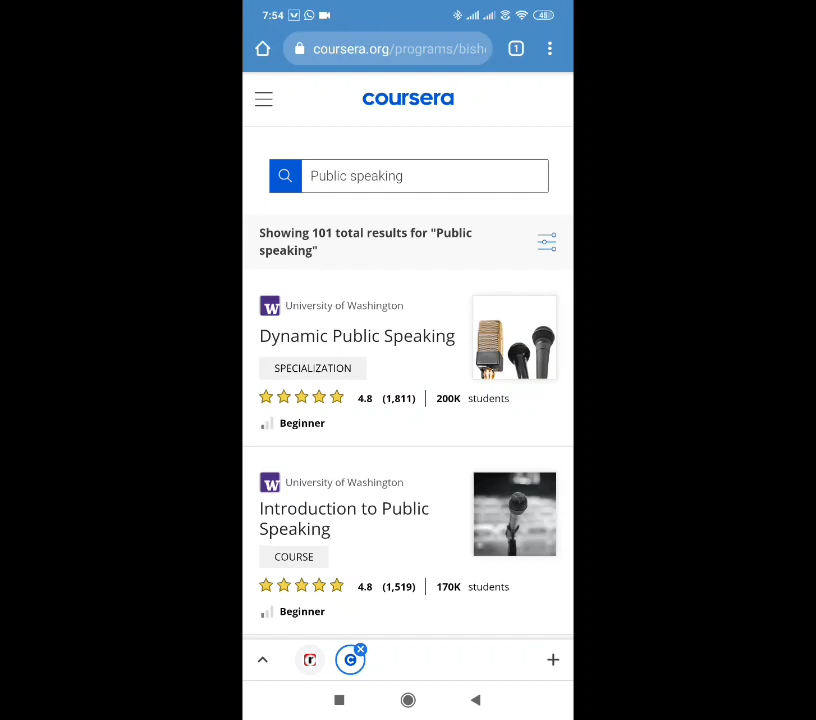 7:54
48
coursera.org/programs/bish
1
coursera
Public speaking
Showing 101 total results for "Public
speaking"
W University of Washington
Dynamic Public Speaking
SPECIALIZATION
4.8 (1,811) 200K students
Beginner
W University of Washington
Introduction to Public
Speaking
COURSE
4.8 (1,519) 170K students
Beginner
r C